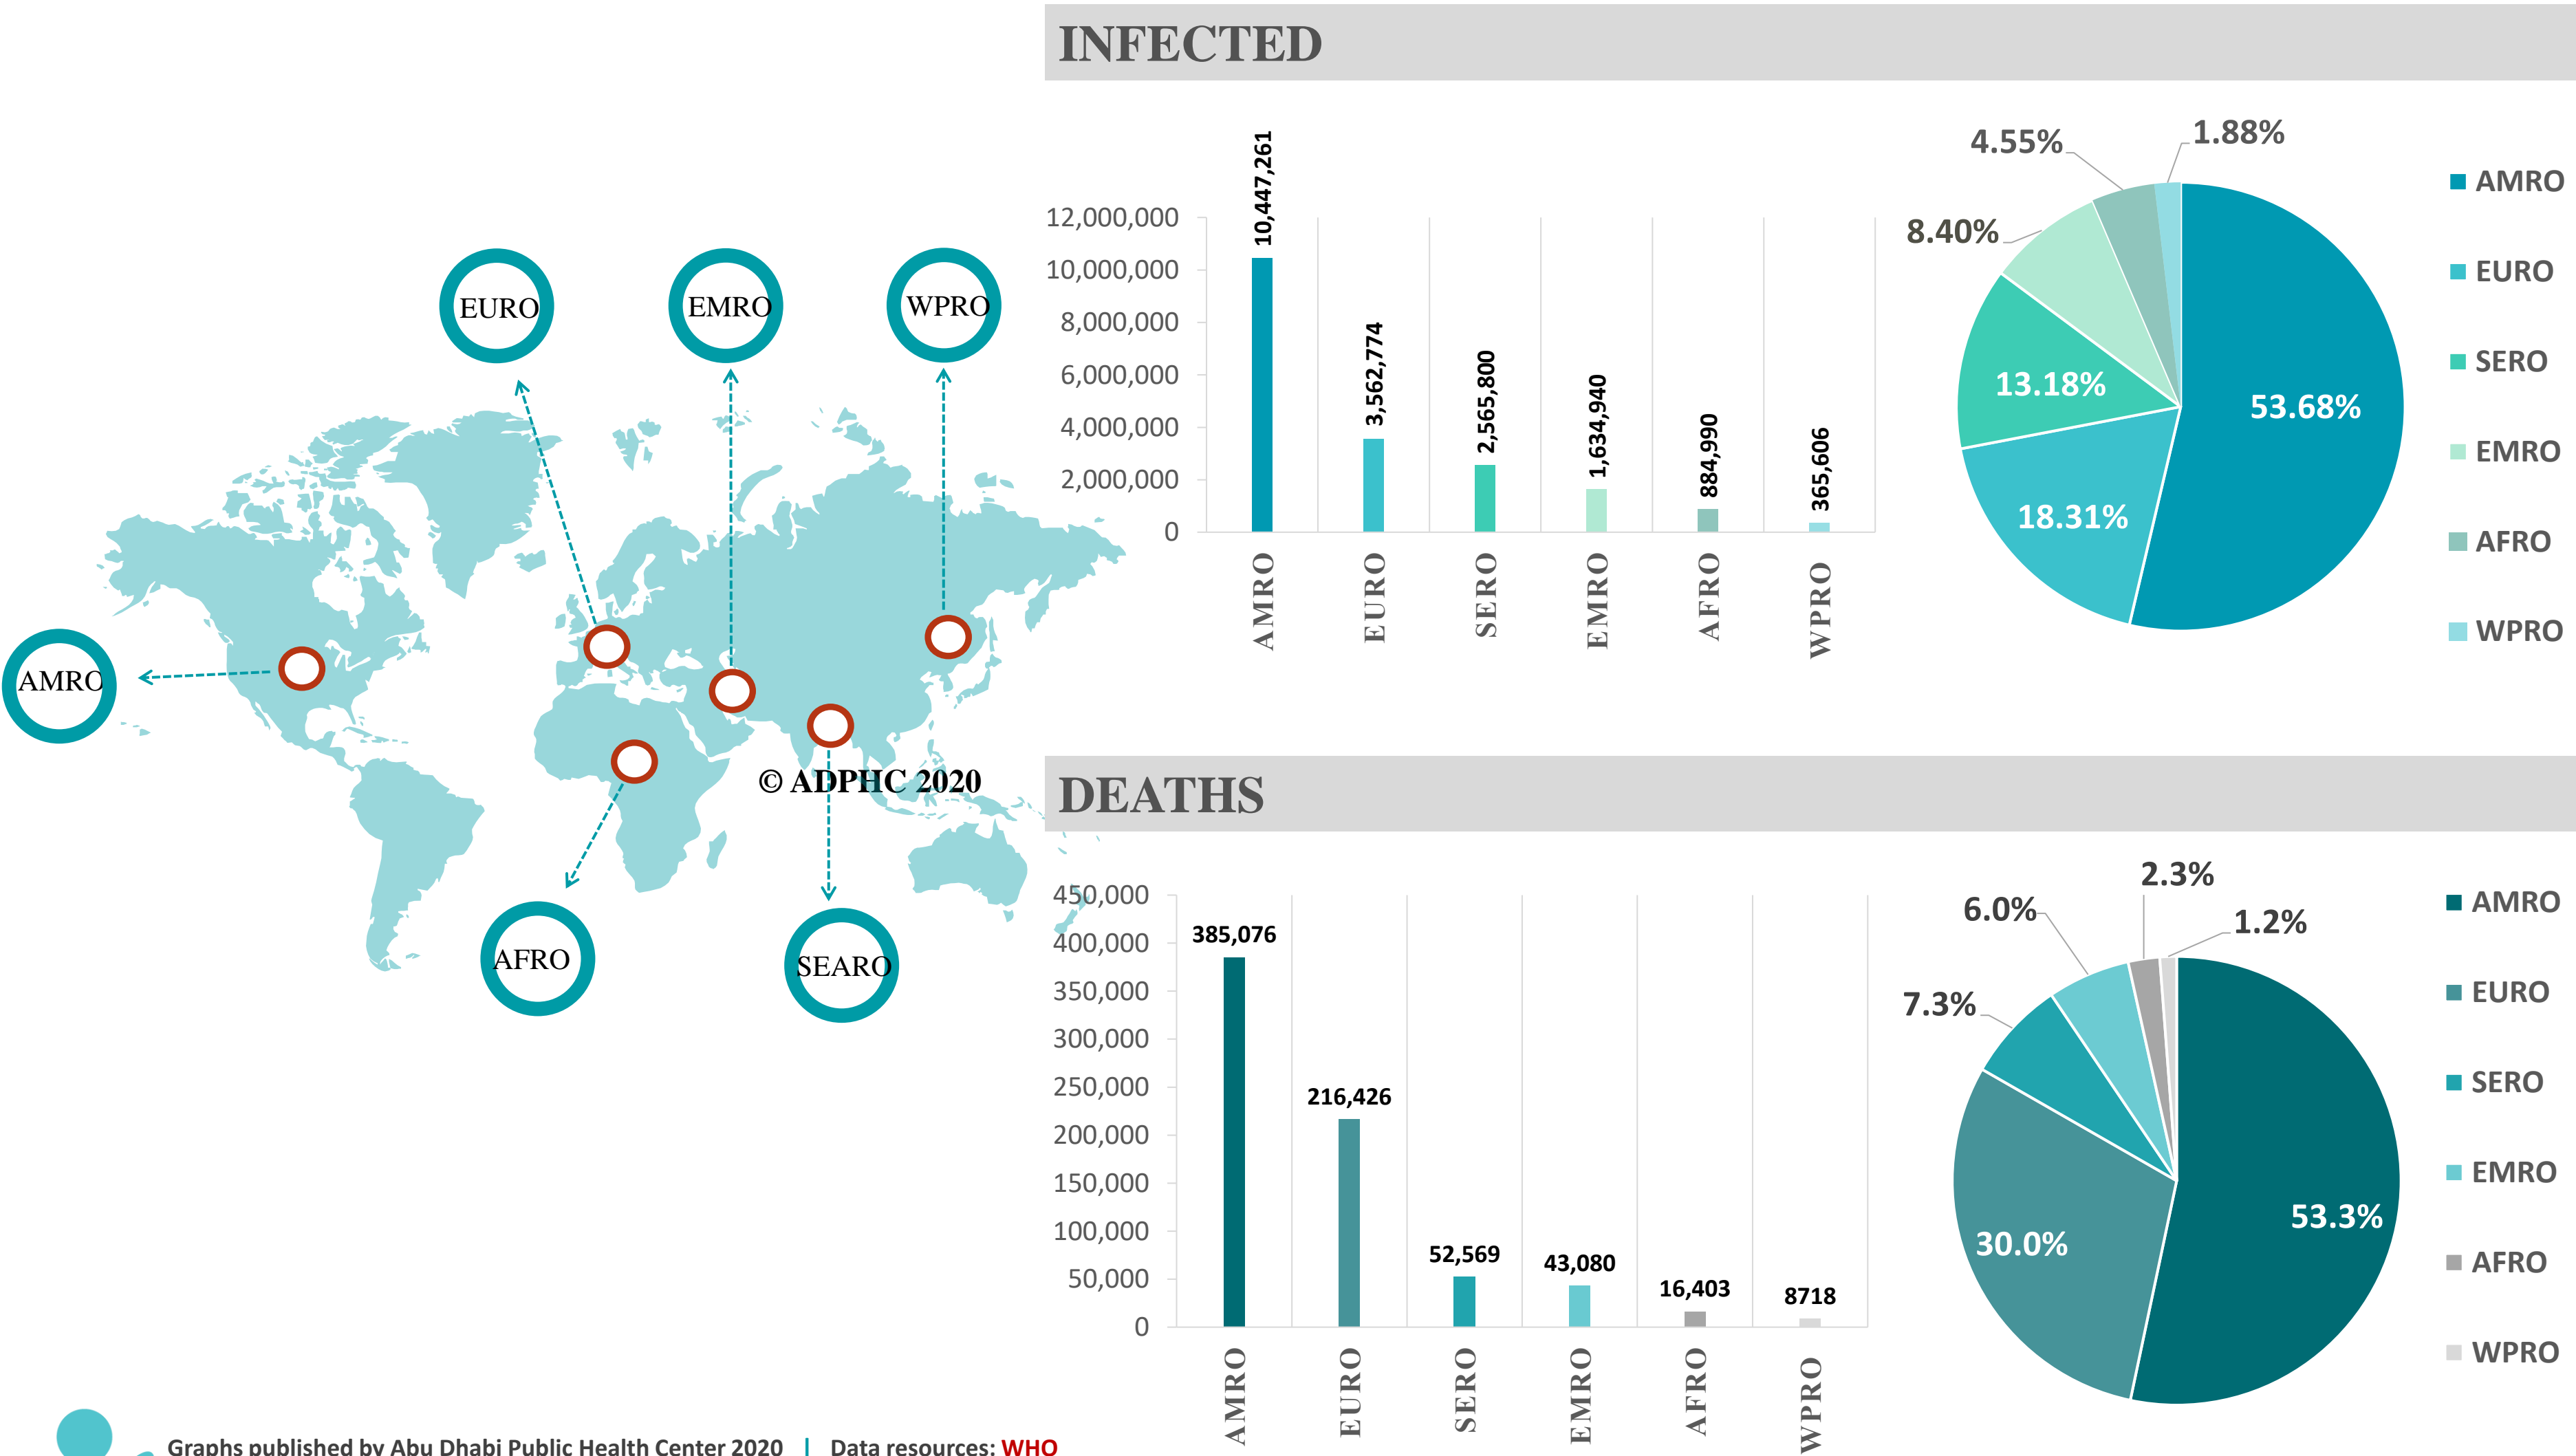 EURO
EMRO
WPRO
AMRO
© ADPHC 2020
AFRO
SEARO
INFECTED
12,000,000
10,000,000
8,000,000
6,000,000
4,000,000
2,000,000
0
10,447,261
3,562,774
2,565,800
1,634,940
884,990
365,606
AMRO
EURO
SERO
EMRO
AFRO
WPRO
4.55%
1.88%
8.40%
13.18%
53.68%
18.31%
AMRO
EURO
SERO
EMRO
AFRO
WPRO
DEATHS
450,000
400,000
350,000
300,000
250,000
200,000
150,000
100,000
50,000
0
385,076
216,426
52,569
43,080
16,403
8718
AMRO
EURO
SERO
EMRO
AFRO
WPRO
2.3%
6.0%
1.2%
7.3%
53.3%
30.0%
AMRO
EURO
SERO
EMRO
AFRO
WPRO
Graphs published by Abu Dhabi Public Health Center 2020 | Data resources: WHO